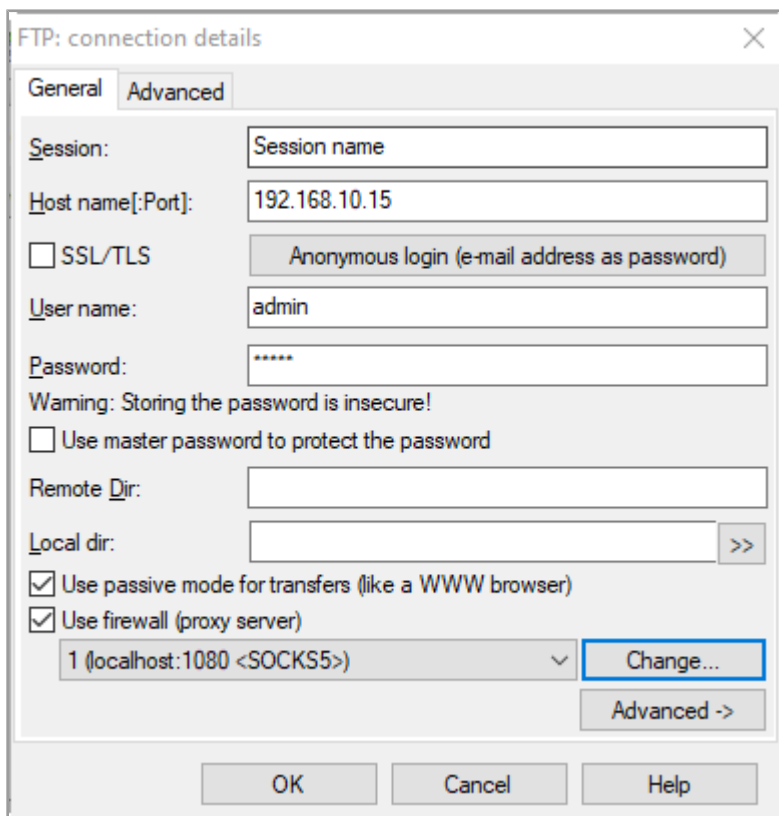 FTP: connection details
General Advanced
Session: Session name
Host name[:Port]: 192.168.10.15
SSL/TLS Anonymous login (e-mail address as password)
User name: admin
Password: *****
Warning: Storing the password is insecure!
Use master password to protect the password
Remote Dir:
Local dir: >>
Use passive mode for transfers (like a WWW browser)
Use firewall (proxy server)
1 (localhost:1080 <SOCKS5>) Change...
Advanced ->
OK Cancel Help